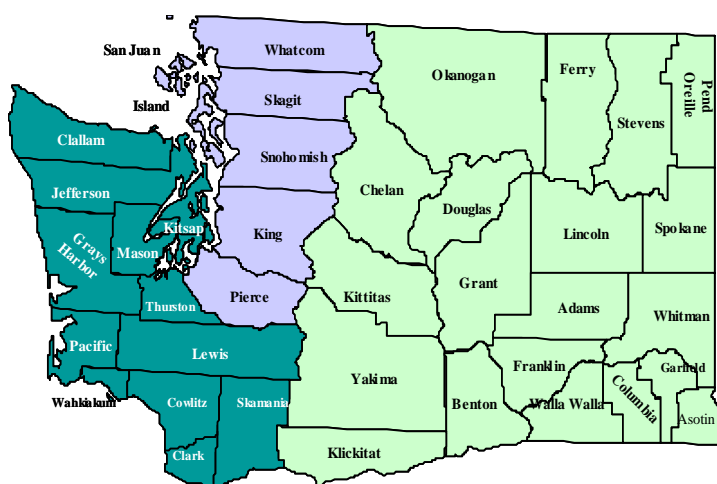 San Juan
Whatcom
Okanogan
Ferry
Pend
Oreille
Island
Skagit
Stevens
Clallam
Snohomish
Jefferson
Chelan
Douglas
Kitsap
King
Lincoln
Spokane
Grays
Harbor
Mason
Pierce
Kittitas
Grant
Thurston
Adams
Whitman
Pacific
Lewis
Franklin
Garfield
Yakima
Wahkiakum
Cowlitz
Skamania
Benton
Walla Walla
Columbia
Asotin
Clark
Klickitat